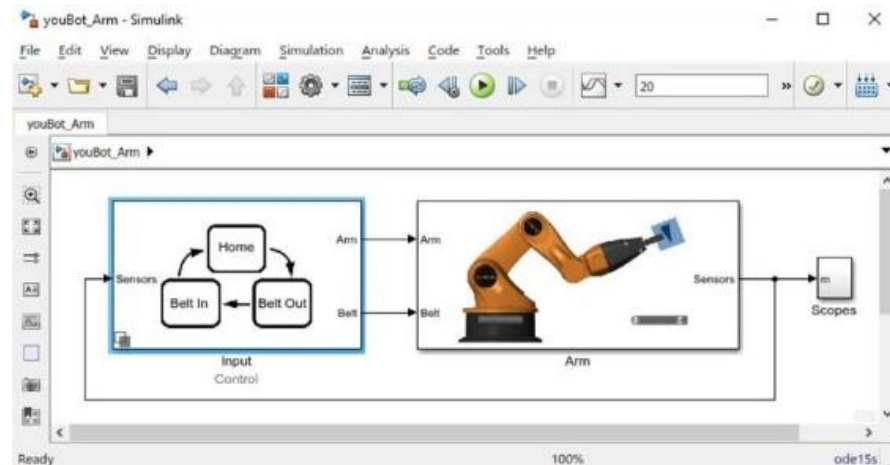 youBot_Arm - Simulink
File Edit View Display Diagram Simulation Analysis Code Tools Help
20
»
youBot_Arm
youBot_Arm
Home
Belt In
Belt Out
Sensors
Arm
Belt
Input
Control
Arm
Belt
Sensors
Arm
m
Scopes
Ready 100% ode15s